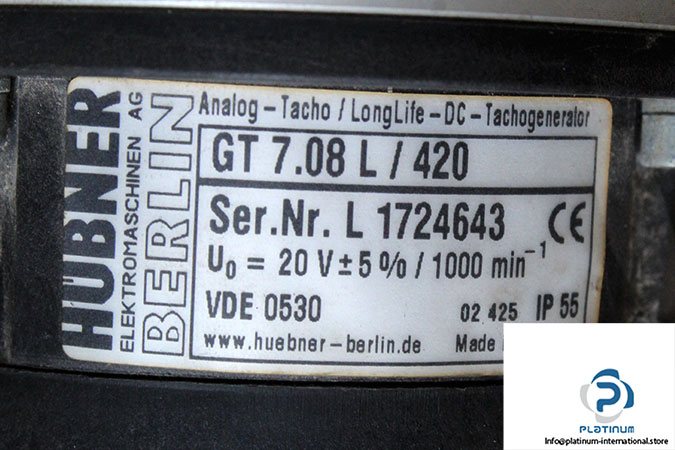 HÜBNER
ELEKTROMASCHINEN AG
BERLIN
Analog-Tacho / LongLife-DC-Tachogenerator
GT 7.08 L / 420
Ser.Nr. L 1724643 CE
U₀ = 20 V ± 5 % / 1000 min⁻¹
VDE 0530 02 425 IP 55
www.huebner-berlin.de Made
PLATINUM
Info@platinum-international.store